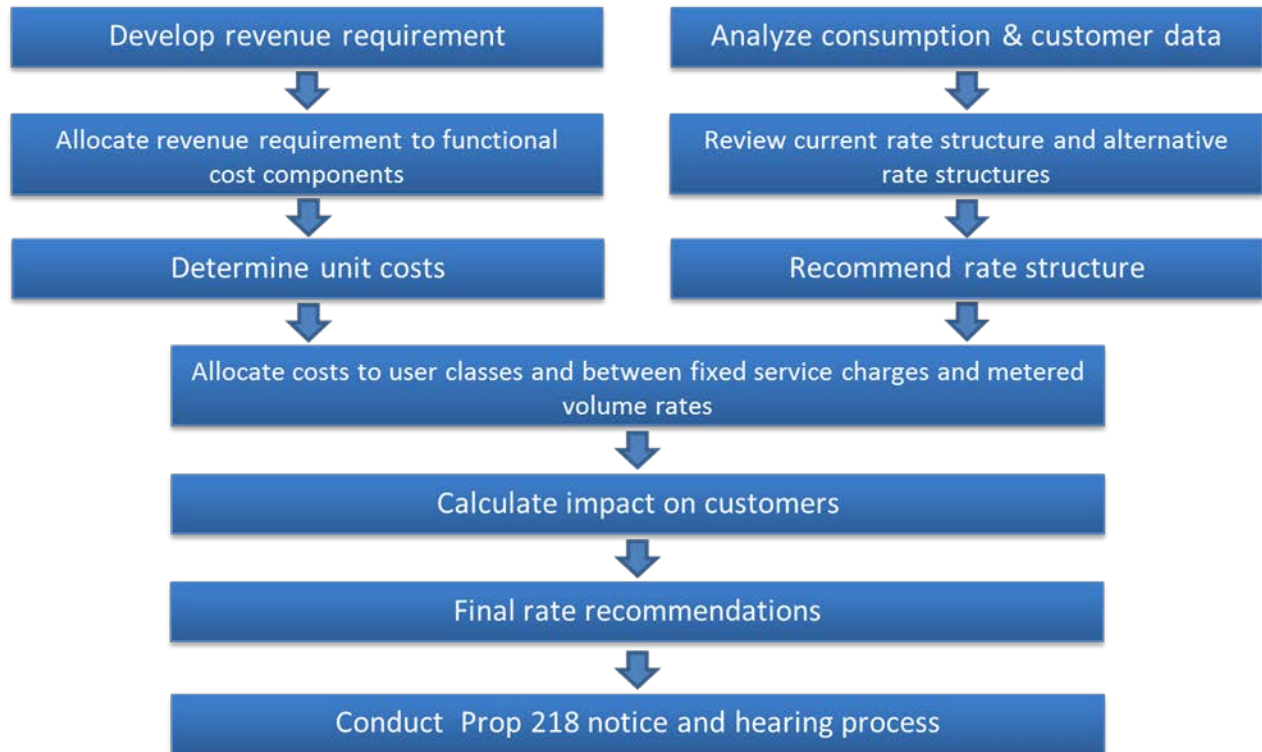 Develop revenue requirement
Analyze consumption & customer data
Allocate revenue requirement to functional
cost components
Review current rate structure and alternative
rate structures
Determine unit costs
Recommend rate structure
Allocate costs to user classes and between fixed service charges and metered
volume rates
Calculate impact on customers
Final rate recommendations
Conduct  Prop 218 notice and hearing process